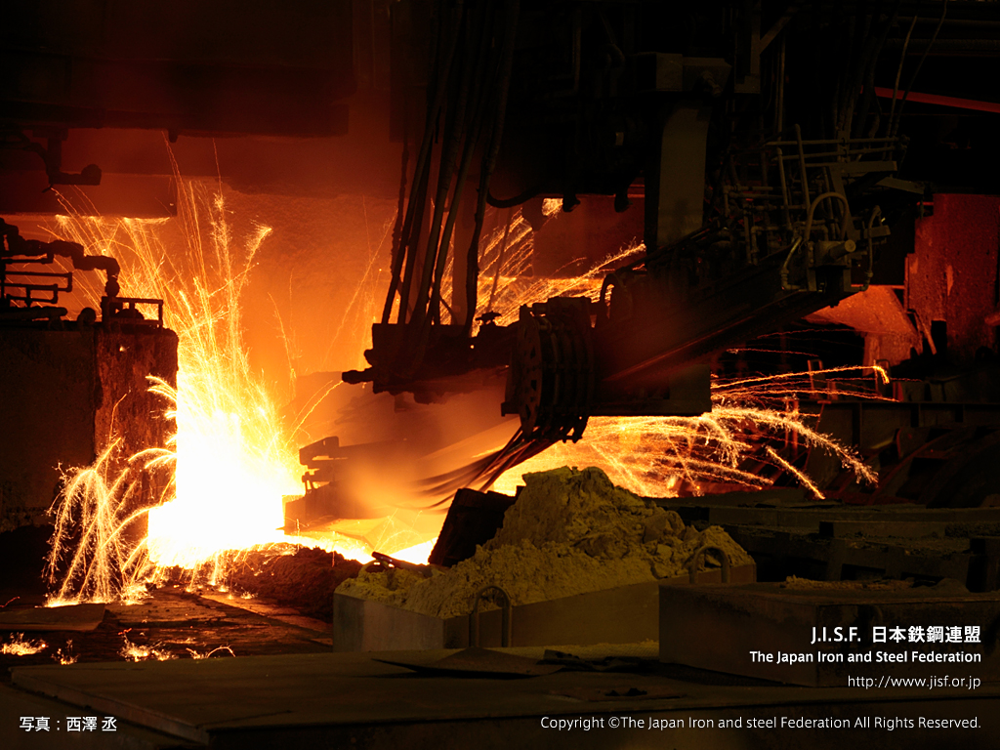 J.I.S.F. 日本鉄鋼連盟
The Japan Iron and Steel Federation
http://www.jisf.or.jp
写真：西澤 丞
Copyright ©The Japan Iron and steel Federation All Rights Reserved.